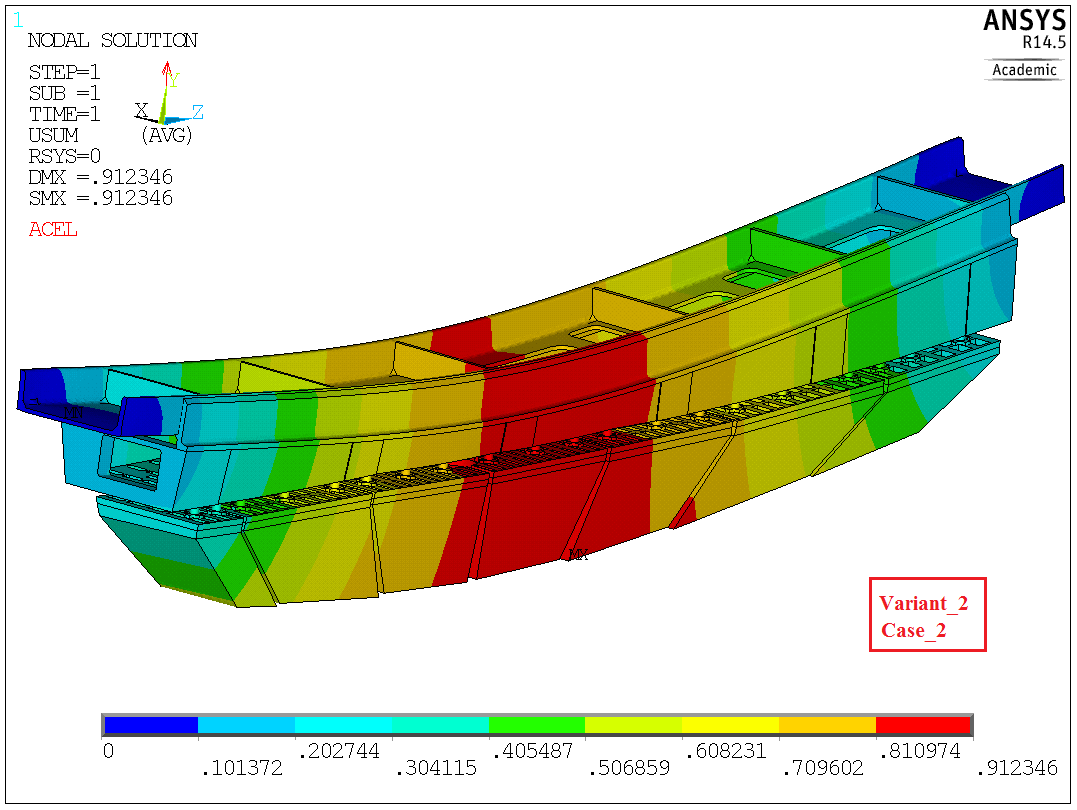 1
NODAL SOLUTION
STEP=1
SUB =1
TIME=1
USUM (AVG)
RSYS=0
DMX =.912346
SMX =.912346
ACEL
X
Y
Z
ANSYS
R14.5
Academic
MX
Variant_2
Case_2
0 .202744 .405487 .608231 .810974
.101372 .304115 .506859 .709602 .912346